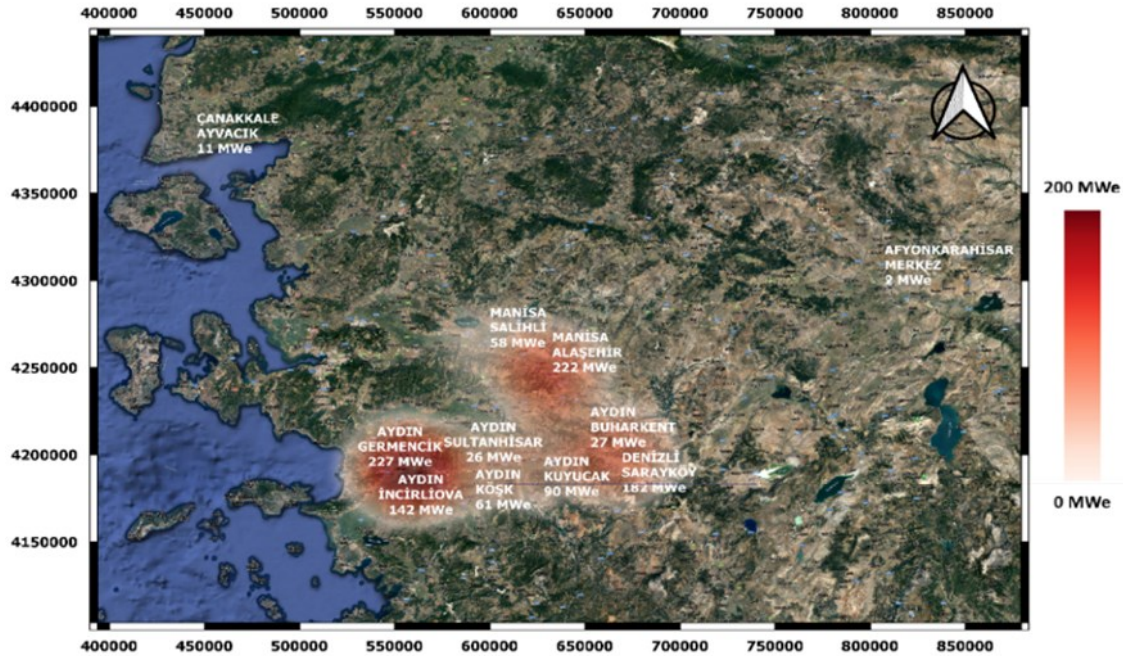 400000 450000 500000 550000 600000 650000 700000 750000 800000 850000
4400000
4350000
4300000
4250000
4200000
4150000
ÇANAKKALE
AYVACIK
11 MWe
AFYONKARAHİSAR
MERKEZ
2 MWe
MANİSA
SALİHLİ
58 MWe
MANİSA
ALAŞEHİR
222 MWe
AYDIN
BUHARKENT
27 MWe
AYDIN
GERMENCİK
227 MWe
AYDIN
SULTANHİSAR
26 MWe
DENİZLİ
SARAYKÖY
182 MWe
AYDIN
KUYUCAK
90 MWe
AYDIN
İNCİRLİOVA
142 MWe
AYDIN
KÖŞK
61 MWe
200 MWe
0 MWe
400000 450000 500000 550000 600000 650000 700000 750000 800000 850000